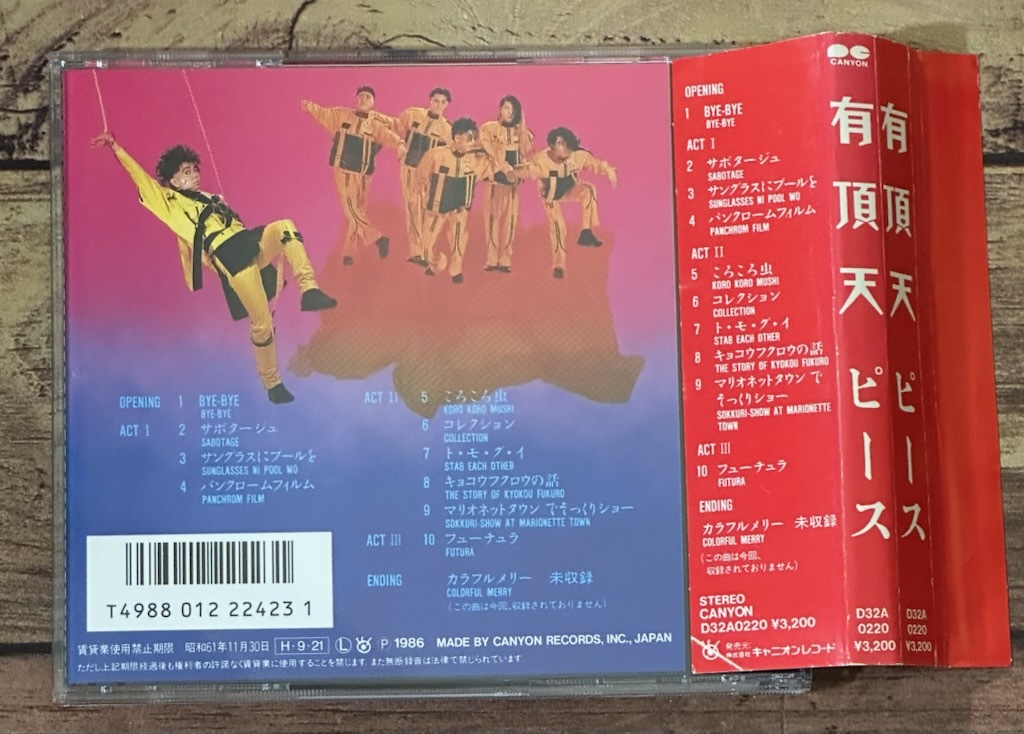 OPENING 1 BYE-BYE
BYE-BYE
ACT I 2 サボタージュ
SABOTAGE
3 サングラスにプールを
SUNGLASSES NI POOL WO
4 パンクロームフィルム
PANCHROM FILM
ACT II 5 ころころ虫
KORO KORO MUSHI
6 コレクション
COLLECTION
7 ト・モ・グ・イ
STAB EACH OTHER
8 キョコウフクロウの話
THE STORY OF KYOKOU FUKURO
9 マリオネットタウン でそっくりショー
SOKKURI-SHOW AT MARIONETTE TOWN
ACT III 10 フューチュラ
FUTURA
ENDING カラフルメリー 未収録
COLORFUL MERRY
(この曲は今回、収録されておりません)
T4988 012 22423 1
賃貸業使用禁止期限 昭和61年11月30日 H・9・21 L P 1986 MADE BY CANYON RECORDS, INC., JAPAN
ただし上記期限経過後も権利者の許諾なく賃貸業に使用することを禁じます。また無断録音は法律で禁じられています
OPENING
1 BYE-BYE
BYE-BYE
ACT I
2 サボタージュ
SABOTAGE
3 サングラスにプールを
SUNGLASSES NI POOL WO
4 パンクロームフィルム
PANCHROM FILM
ACT II
5 ころころ虫
KORO KORO MUSHI
6 コレクション
COLLECTION
7 ト・モ・グ・イ
STAB EACH OTHER
8 キョコウフクロウの話
THE STORY OF KYOKOU FUKURO
9 マリオネットタウン で
そっくりショー
SOKKURI-SHOW AT MARIONETTE
TOWN
ACT III
10 フューチュラ
FUTURA
ENDING
カラフルメリー 未収録
COLORFUL MERRY
(この曲は今回、
収録されておりません)
STEREO
CANYON
D32A0220 ¥3,200
発売元:
株式会社 キャニオンレコード
CANYON
有頂天 ピース
D32A
0220
¥3,200
有頂天 ピース
D32A
0220
¥3,200